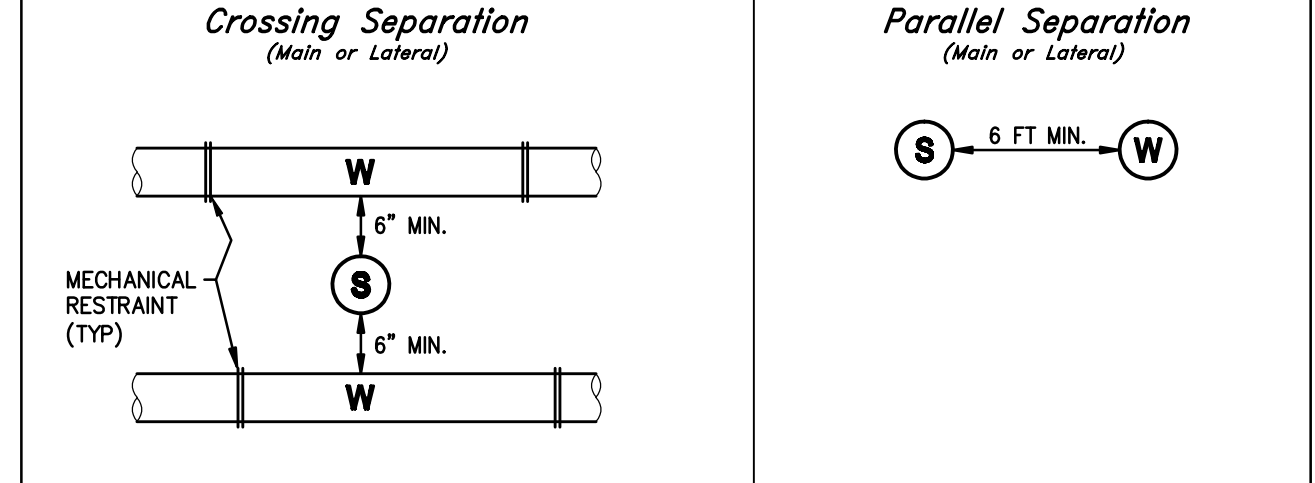 Crossing Separation
(Main or Lateral)
W
6" MIN.
S
MECHANICAL
RESTRAINT
(TYP)
6" MIN.
W
Parallel Separation
(Main or Lateral)
S
6 FT MIN.
W